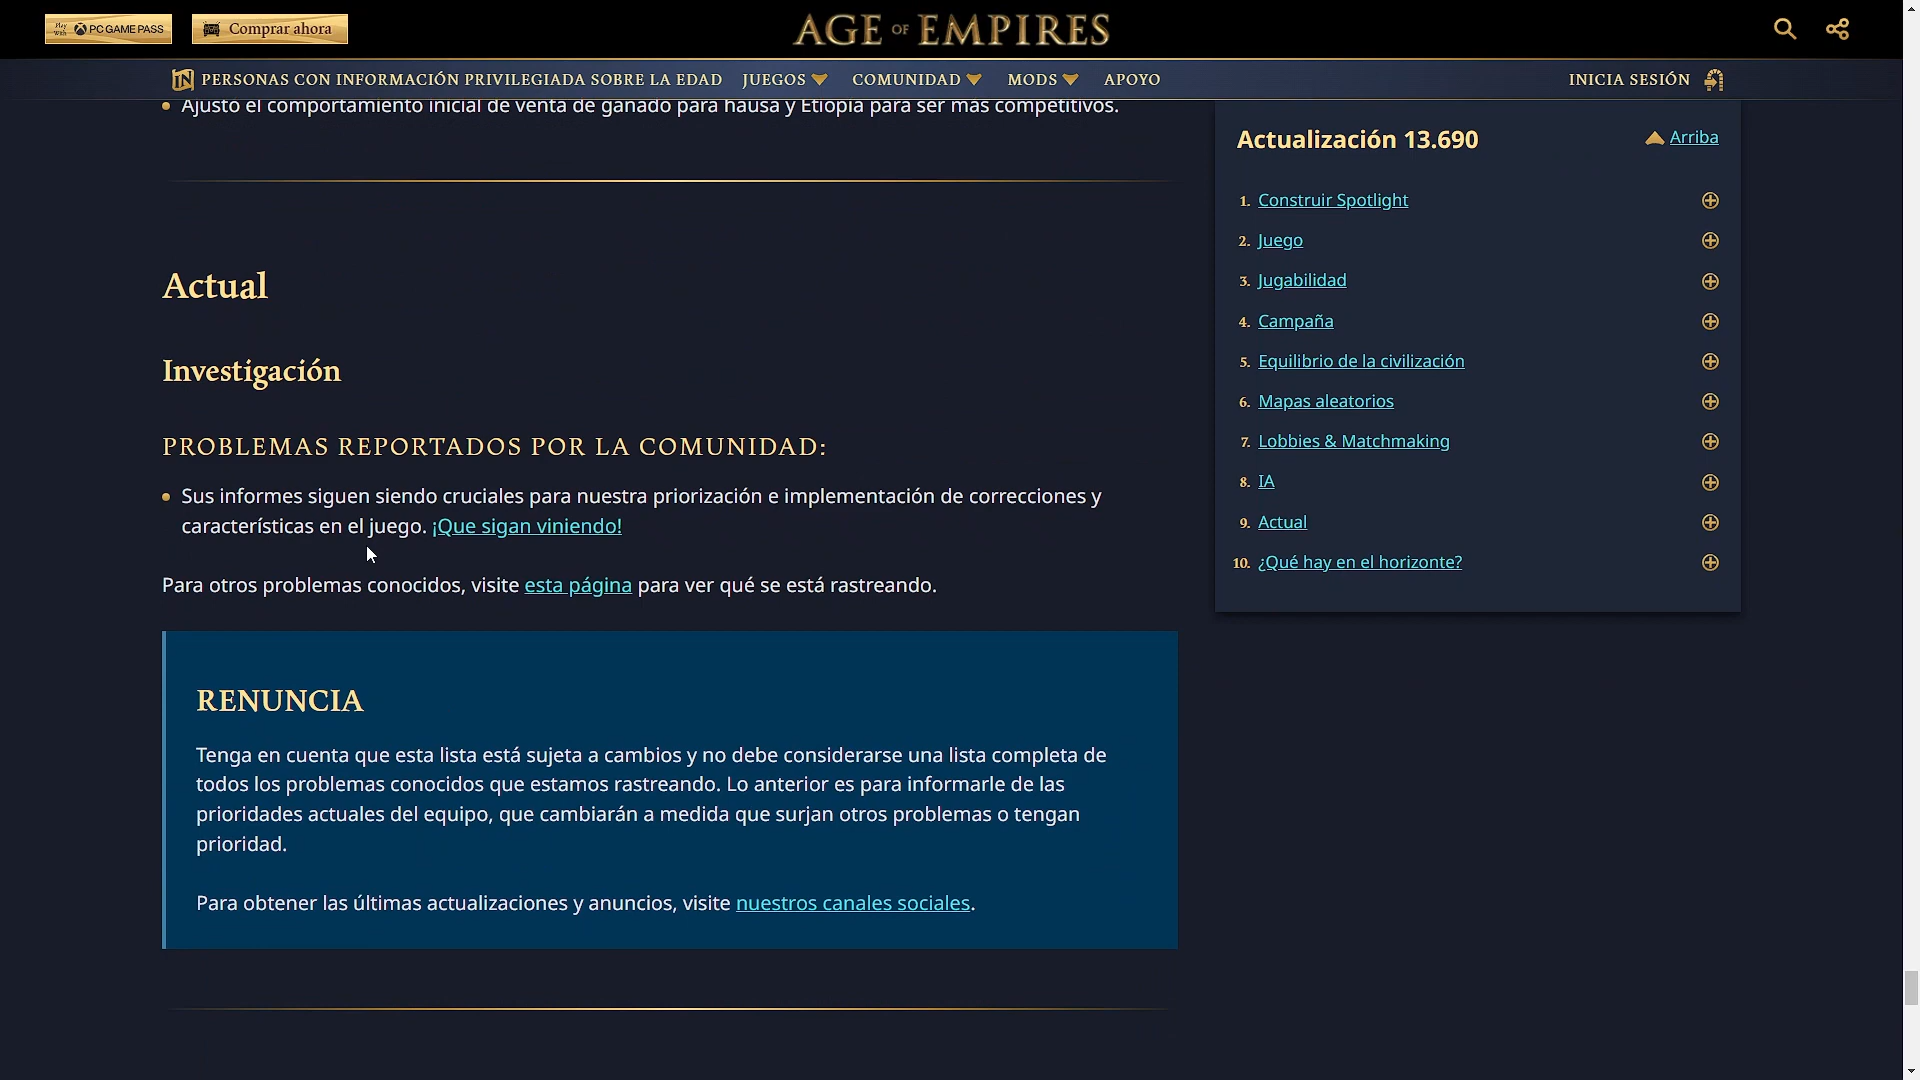 Play With PC GAME PASS
Comprar ahora
AGE OF EMPIRES
PERSONAS CON INFORMACIÓN PRIVILEGIADA SOBRE LA EDAD JUEGOS COMUNIDAD MODS APOYO INICIA SESIÓN
Ajustó el comportamiento inicial de venta de ganado para hausa y Etiopía para ser más competitivos.
Actual
Investigación
PROBLEMAS REPORTADOS POR LA COMUNIDAD:
Sus informes siguen siendo cruciales para nuestra priorización e implementación de correcciones y
características en el juego. ¡Que sigan viniendo!
Para otros problemas conocidos, visite esta página para ver qué se está rastreando.
RENUNCIA
Tenga en cuenta que esta lista está sujeta a cambios y no debe considerarse una lista completa de
todos los problemas conocidos que estamos rastreando. Lo anterior es para informarle de las
prioridades actuales del equipo, que cambiarán a medida que surjan otros problemas o tengan
prioridad.
Para obtener las últimas actualizaciones y anuncios, visite nuestros canales sociales.
Actualización 13.690
Arriba
1. Construir Spotlight
2. Juego
3. Jugabilidad
4. Campaña
5. Equilibrio de la civilización
6. Mapas aleatorios
7. Lobbies & Matchmaking
8. IA
9. Actual
10. ¿Qué hay en el horizonte?